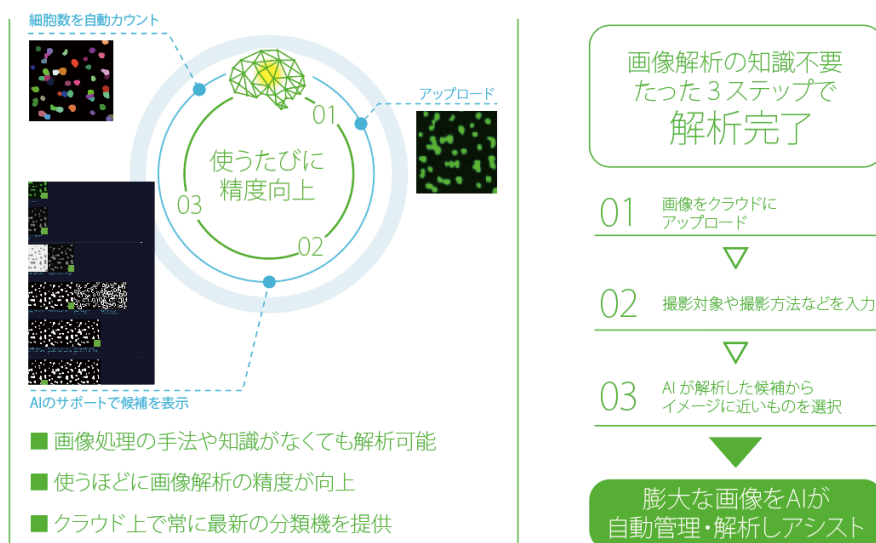 細胞数を自動カウント
アップロード
01
使うたびに
精度向上
03
02
AIのサポートで候補を表示
■ 画像処理の手法や知識がなくても解析可能
■ 使うほどに画像解析の精度が向上
■ クラウド上で常に最新の分類機を提供
画像解析の知識不要
たった3ステップで
解析完了
01 画像をクラウドに
アップロード
02 撮影対象や撮影方法などを入力
03 AIが解析した候補から
イメージに近いものを選択
膨大な画像をAIが
自動管理・解析しアシスト